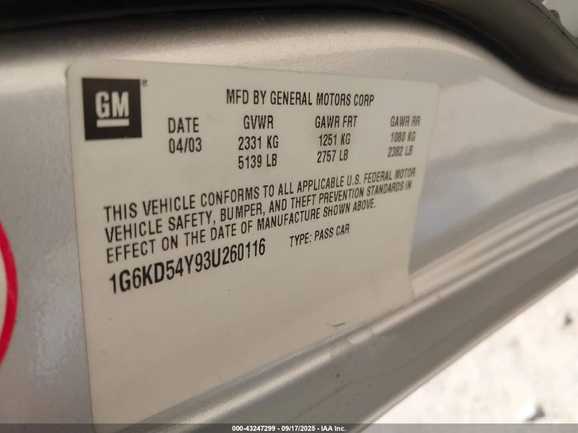 GM
MFD BY GENERAL MOTORS CORP
DATE GVWR GAWR FRT GAWR RR
04/03 2331 KG 1251 KG 1080 KG
5139 LB 2757 LB 2382 LB
THIS VEHICLE CONFORMS TO ALL APPLICABLE U.S. FEDERAL MOTOR
VEHICLE SAFETY, BUMPER, AND THEFT PREVENTION STANDARDS IN
EFFECT ON THE DATE OF MANUFACTURE SHOWN ABOVE.
1G6KD54Y93U260116 TYPE: PASS CAR
000-43247299 - 09/17/2025 - IAA Inc.